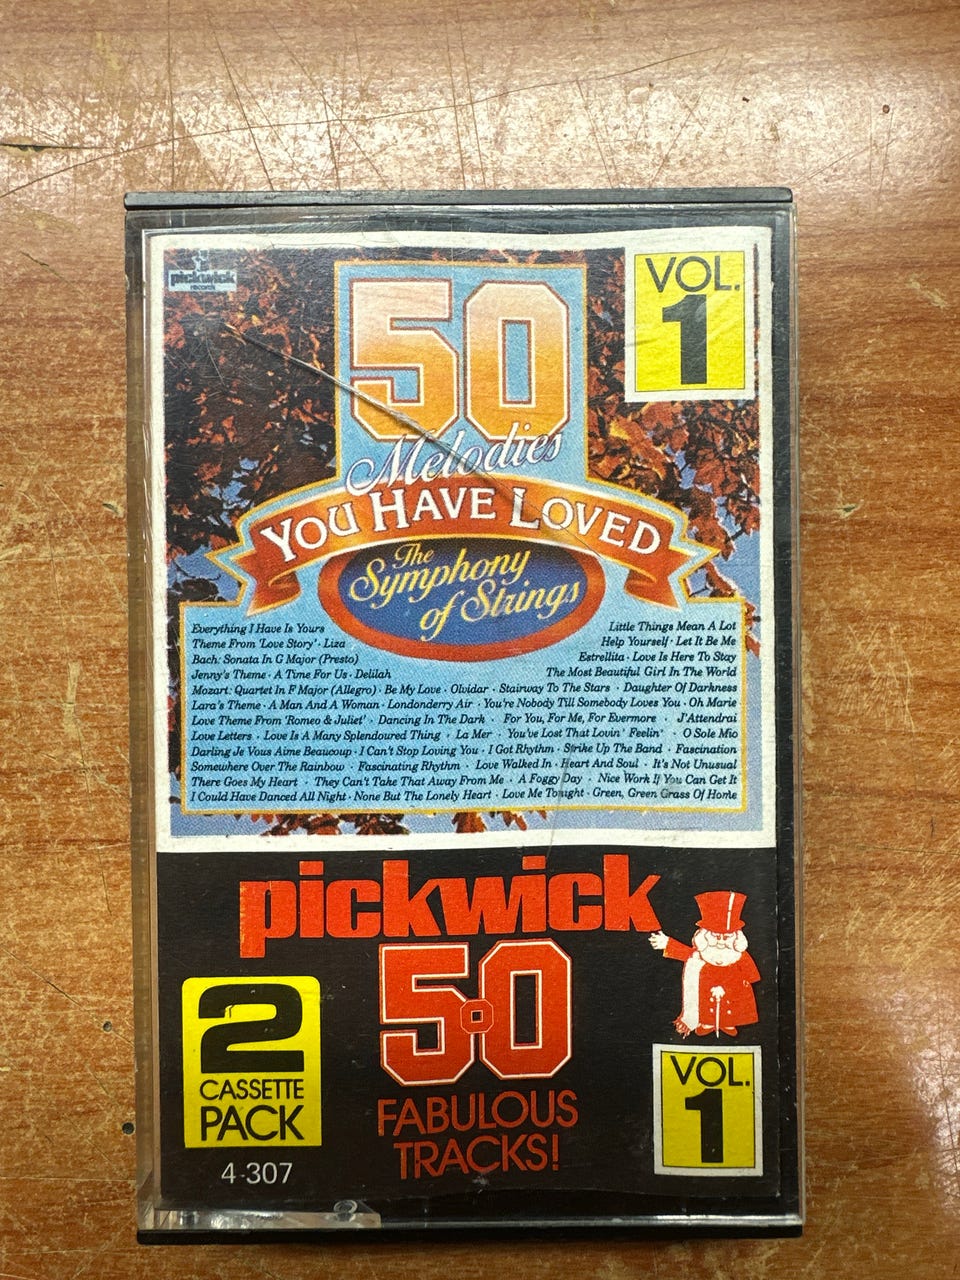 pickwick
records
VOL.
1
50
Melodies
YOU HAVE LOVED
The
Symphony
of Strings
Everything I Have Is Yours
Theme From 'Love Story' · Liza
Bach: Sonata In G Major (Presto)
Jenny's Theme · A Time For Us · Delilah
Little Things Mean A Lot
Help Yourself · Let It Be Me
Estrellita · Love Is Here To Stay
The Most Beautiful Girl In The World
Mozart: Quartet In F Major (Allegro) · Be My Love · Olvidar · Stairway To The Stars · Daughter Of Darkness
Lara's Theme · A Man And A Woman · Londonderry Air · You're Nobody Till Somebody Loves You · Oh Marie
Love Theme From 'Romeo & Juliet' · Dancing In The Dark · For You, For Me, For Evermore · J'Attendrai
Love Letters · Love Is A Many Splendoured Thing · La Mer · You've Lost That Lovin' Feelin' · O Sole Mio
Darling Je Vous Aime Beaucoup · I Can't Stop Loving You · I Got Rhythm · Strike Up The Band · Fascination
Somewhere Over The Rainbow · Fascinating Rhythm · Love Walked In · Heart And Soul · It's Not Unusual
There Goes My Heart · They Can't Take That Away From Me · A Foggy Day · Nice Work If You Can Get It
I Could Have Danced All Night · None But The Lonely Heart · Love Me Tonight · Green, Green Grass Of Home
pickwick
50
FABULOUS
TRACKS!
2
CASSETTE
PACK
4-307
VOL.
1